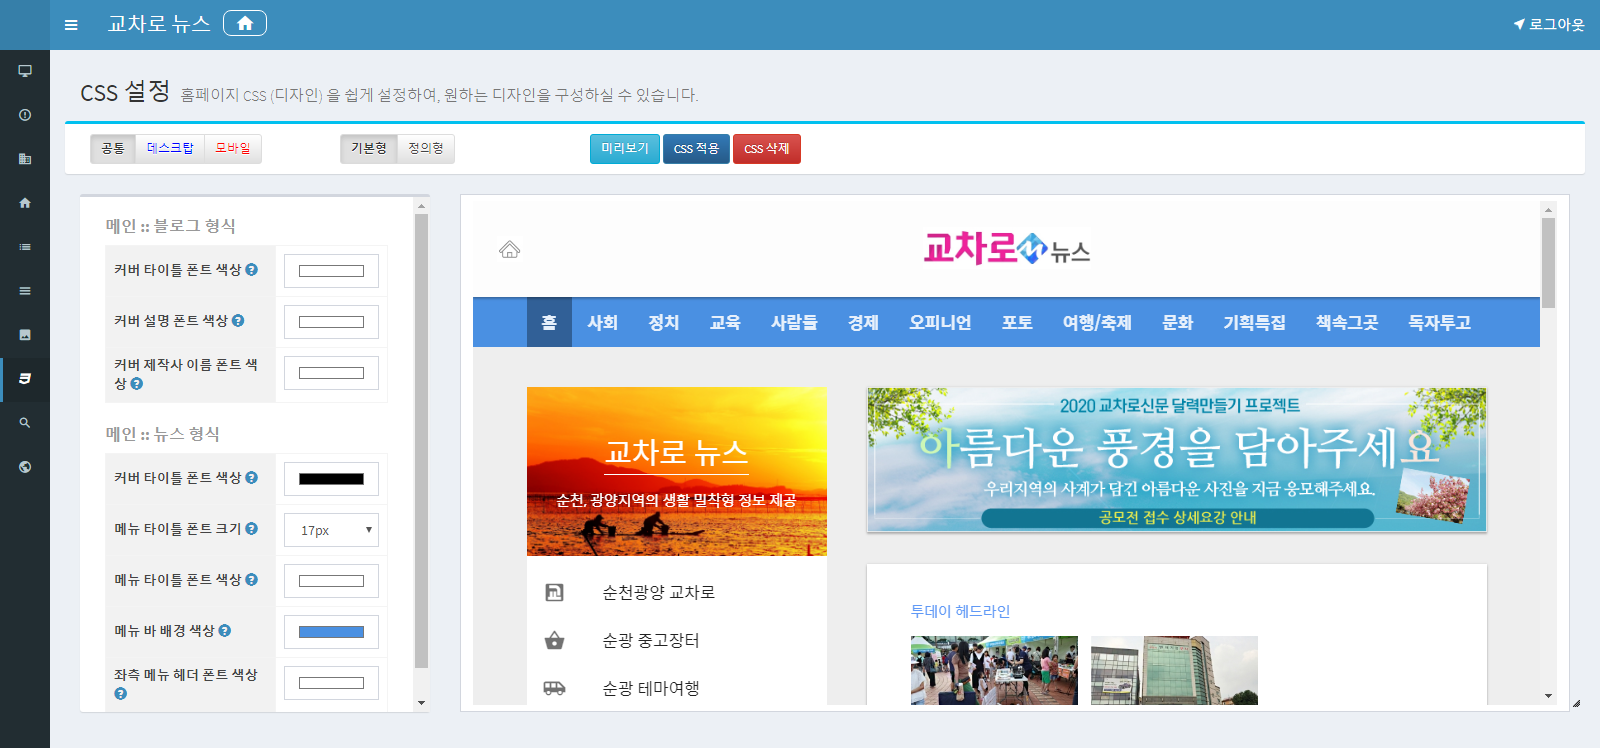 교차로 뉴스
로그아웃
CSS 설정 홈페이지 CSS (디자인) 을 쉽게 설정하여, 원하는 디자인을 구성하실 수 있습니다.
공통 데스크탑 모바일 기본형 정의형 미리보기 CSS 적용 CSS 삭제
메인 :: 블로그 형식
커버 타이틀 폰트 색상
커버 설명 폰트 색상
커버 제작사 이름 폰트 색
상
메인 :: 뉴스 형식
커버 타이틀 폰트 색상
메뉴 타이틀 폰트 크기 17px
메뉴 타이틀 폰트 색상
메뉴 바 배경 색상
좌측 메뉴 헤더 폰트 색상
교차로 뉴스
홈 사회 정치 교육 사람들 경제 오피니언 포토 여행/축제 문화 기획특집 책속그곳 독자투고
교차로 뉴스
순천, 광양지역의 생활 밀착형 정보 제공
순천광양 교차로
순광 중고장터
순광 테마여행
2020 교차로신문 달력만들기 프로젝트
아름다운 풍경을 담아주세요
우리지역의 사계가 담긴 아름다운 사진을 지금 응모해주세요.
공모전 접수 상세요강 안내
투데이 헤드라인